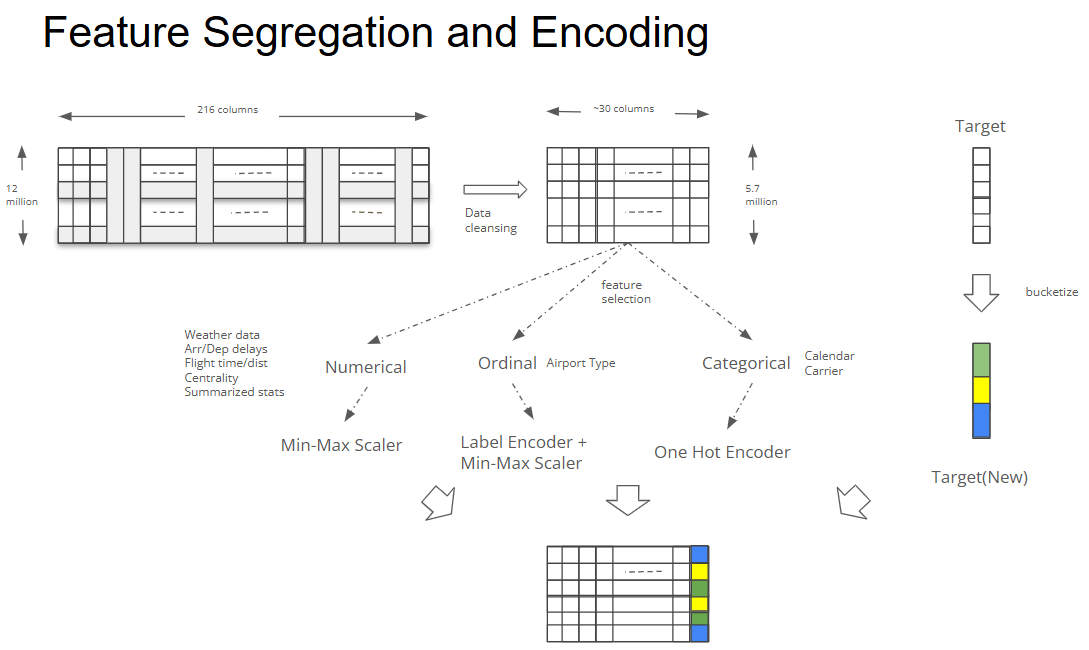 Feature Segregation and Encoding
216 columns
~30 columns
Target
12
million
5.7
million
Data
cleansing
feature
selection
bucketize
Weather data
Arr/Dep delays
Flight time/dist
Centrality
Summarized stats
Numerical
Ordinal
Airport Type
Categorical
Calendar
Carrier
Min-Max Scaler
Label Encoder +
Min-Max Scaler
One Hot Encoder
Target(New)